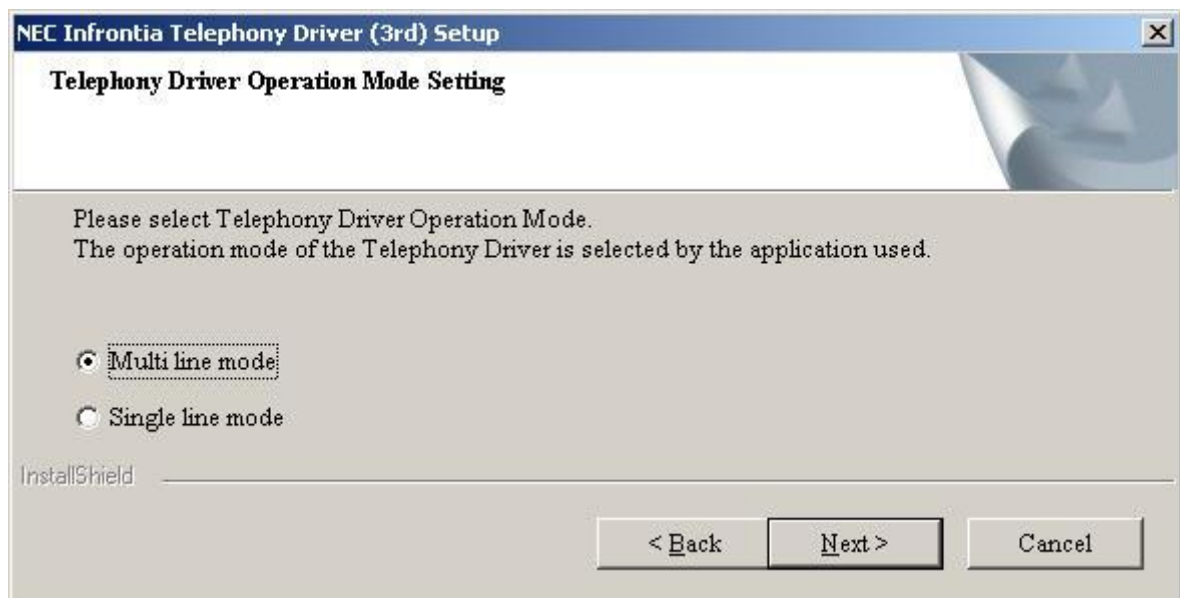 NEC Infrontia Telephony Driver (3rd) Setup
Telephony Driver Operation Mode Setting
Please select Telephony Driver Operation Mode.
The operation mode of the Telephony Driver is selected by the application used.
Multi line mode
Single line mode
InstallShield
< Back
Next >
Cancel